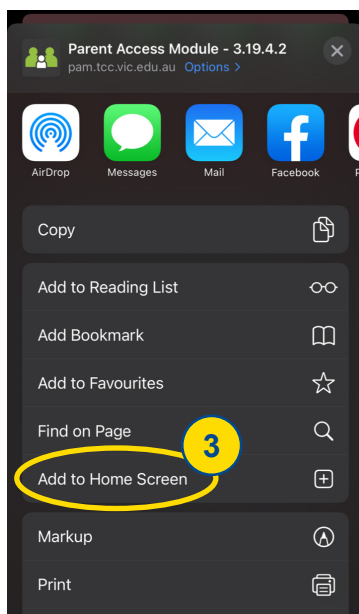 Parent Access Module - 3.19.4.2
pam.tcc.vic.edu.au Options >
AirDrop Messages Mail Facebook
Copy
Add to Reading List
Add Bookmark
Add to Favourites
Find on Page
3
Add to Home Screen
Markup
Print